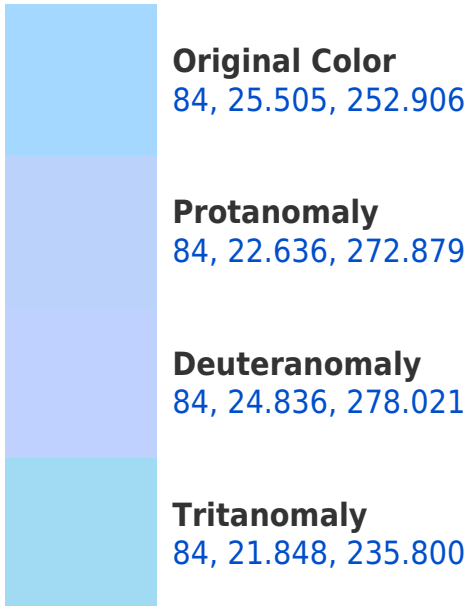 Original Color
84, 25.505, 252.906
Protanomaly
84, 22.636, 272.879
Deuteranomaly
84, 24.836, 278.021
Tritanomaly
84, 21.848, 235.800